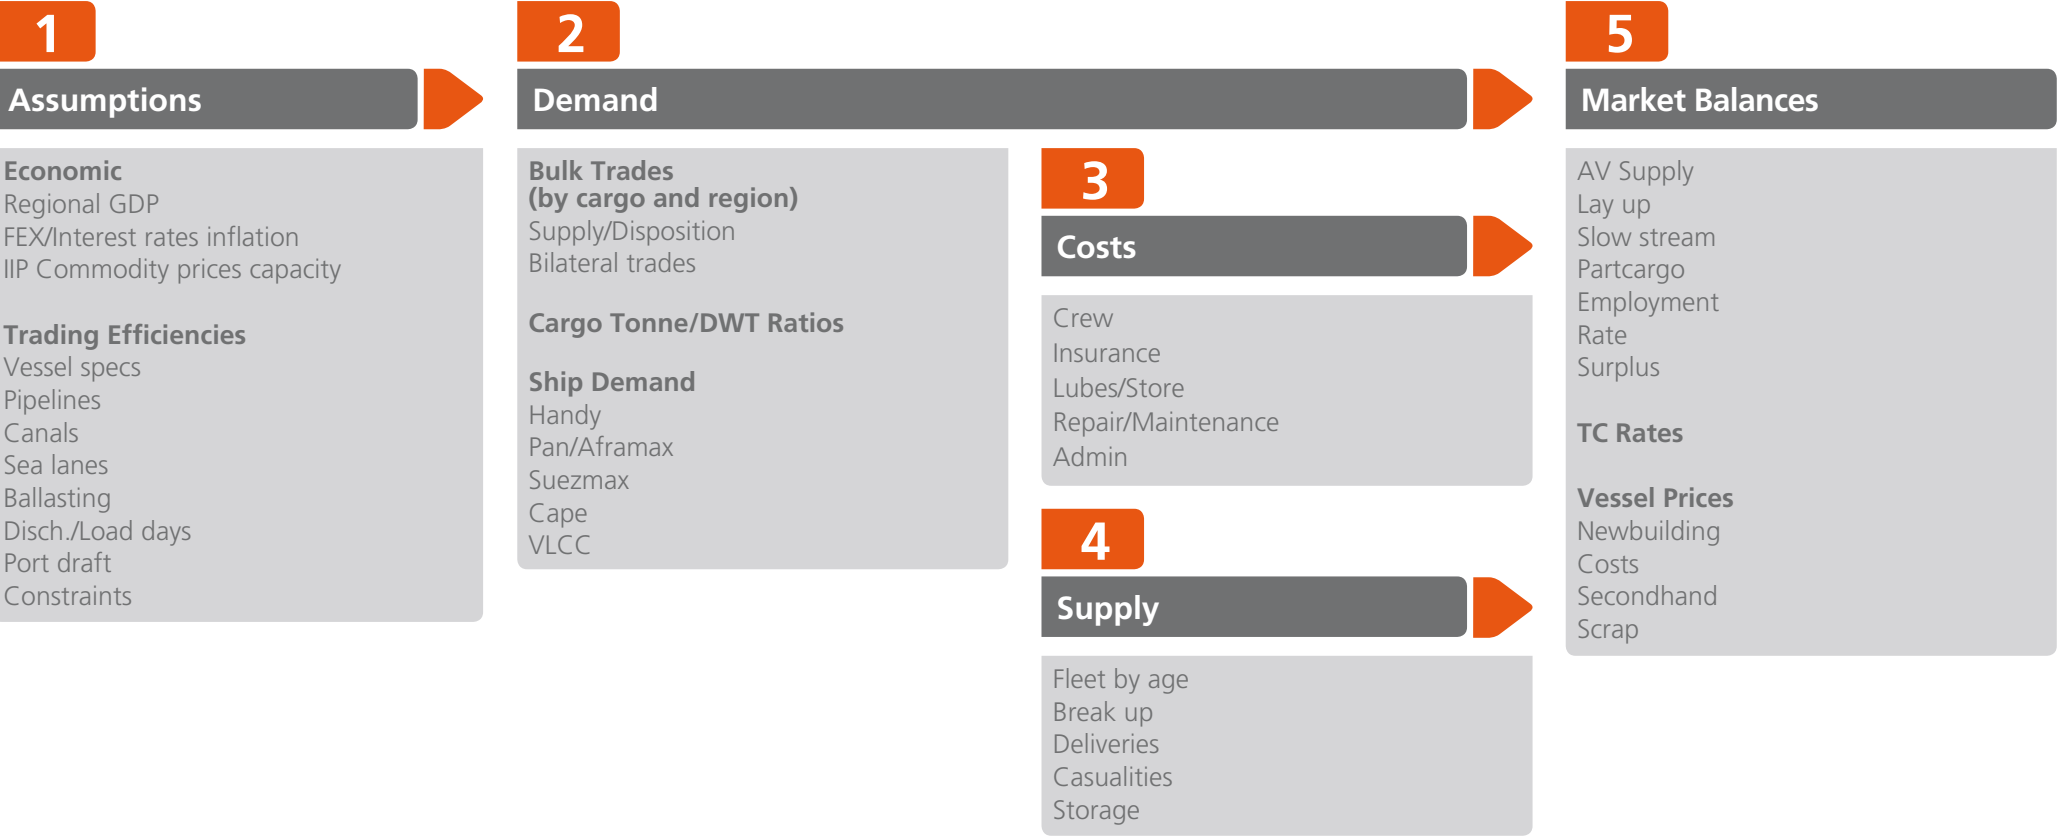 1
Assumptions
Economic
Regional GDP
FEX/Interest rates inflation
IIP Commodity prices capacity
Trading Efficiencies
Vessel specs
Pipelines
Canals
Sea lanes
Ballasting
Disch./Load days
Port draft
Constraints
2
Demand
Bulk Trades
(by cargo and region)
Supply/Disposition
Bilateral trades
Cargo Tonne/DWT Ratios
Ship Demand
Handy
Pan/Aframax
Suezmax
Cape
VLCC
3
Costs
Crew
Insurance
Lubes/Store
Repair/Maintenance
Admin
4
Supply
Fleet by age
Break up
Deliveries
Casualities
Storage
5
Market Balances
AV Supply
Lay up
Slow stream
Partcargo
Employment
Rate
Surplus
TC Rates
Vessel Prices
Newbuilding
Costs
Secondhand
Scrap